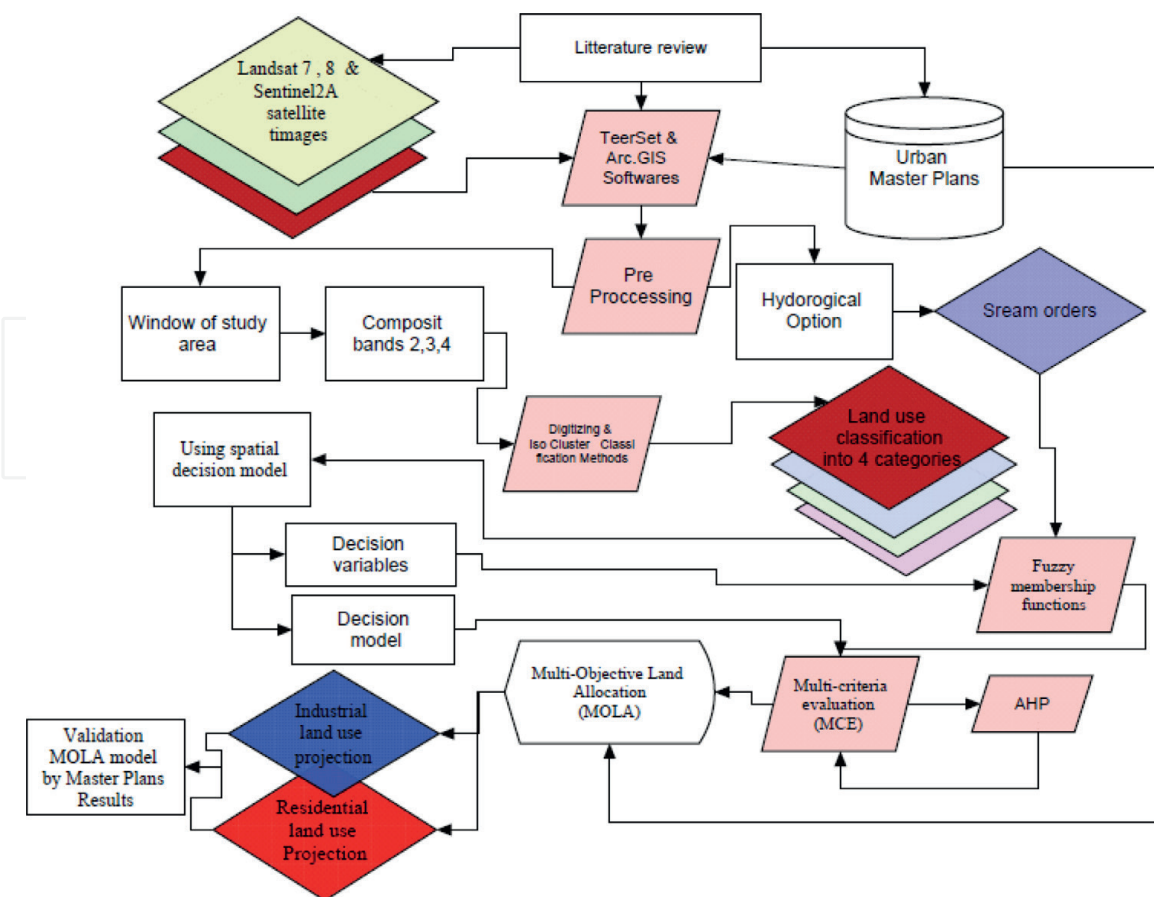 Litterature review
Landsat 7 , 8 &
Sentinel2A
satellite
timages
TeerSet &
Arc.GIS
Softwares
Urban
Master Plans
Pre
Proccessing
Hydorogical
Option
Sream orders
Window of study
area
Composit
bands 2,3,4
Digitizing &
Iso Cluster Classi
fication Methods
Land use
classification
into 4 categories
Using spatial
decision model
Decision
variables
Fuzzy
membership
functions
Decision
model
Multi-Objective Land
Allocation
(MOLA)
Multi-criteria
evaluation
(MCE)
AHP
Industrial
land use
projection
Validation
MOLA model
by Master Plans
Results
Residential
land use
Projection